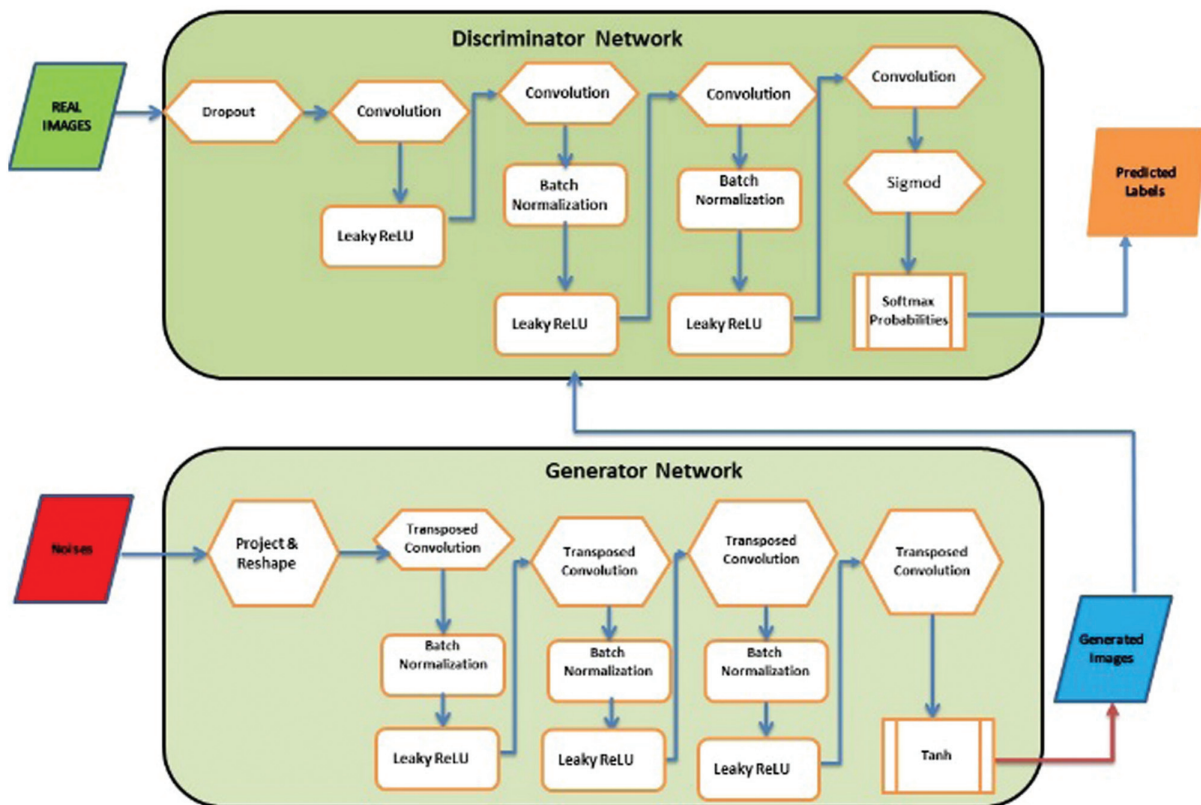 Discriminator Network
REAL
IMAGES
Dropout
Convolution
Leaky ReLU
Convolution
Batch
Normalization
Leaky ReLU
Convolution
Batch
Normalization
Leaky ReLU
Convolution
Sigmod
Softmax
Probabilities
Predicted
Labels
Generator Network
Noises
Project &
Reshape
Transposed
Convolution
Batch
Normalization
Leaky ReLU
Transposed
Convolution
Batch
Normalization
Leaky ReLU
Transposed
Convolution
Batch
Normalization
Leaky ReLU
Transposed
Convolution
Tanh
Generated
Images